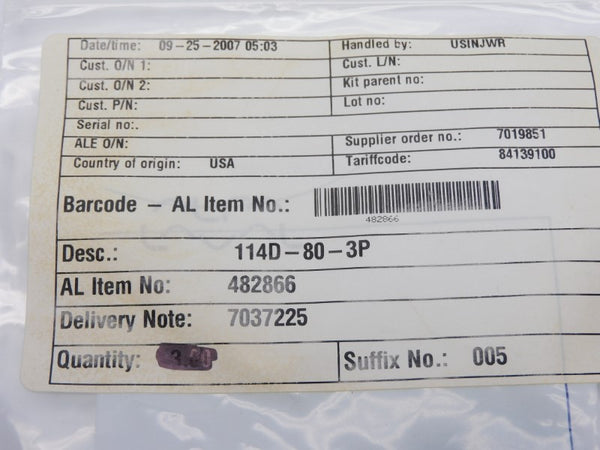 Date/time: 09-25-2007 05:03 Handled by: USINJWR
Cust. O/N 1: Cust. L/N:
Cust. O/N 2: Kit parent no:
Cust. P/N: Lot no:
Serial no:.
ALE O/N: Supplier order no.: 7019851
Country of origin: USA Tariffcode: 84139100
Barcode - AL Item No.:
482866
Desc.: 114D-80-3P
AL Item No: 482866
Delivery Note: 7037225
Quantity: Suffix No.: 005